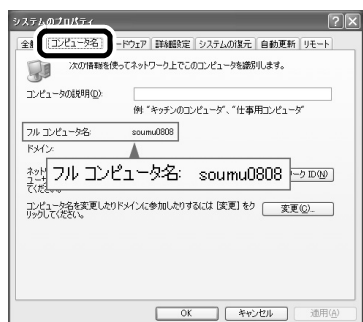 システムのプロパティ
全 コンピュータ名 ードウェア 詳細設定 システムの復元 自動更新 リモート
次の情報を使ってネットワーク上でこのコンピュータを識別します。
コンピュータの説明(D):
例: "キッチンのコンピュータ"、"仕事用コンピュータ"
フル コンピュータ名: soumu0808
ドメイン:
フル コンピュータ名: soumu0808
ーク ID(N)
コンピュータ名を変更したりドメインに参加したりするには [変更] をク
リックしてください。
変更(C)...
OK キャンセル 適用(A)